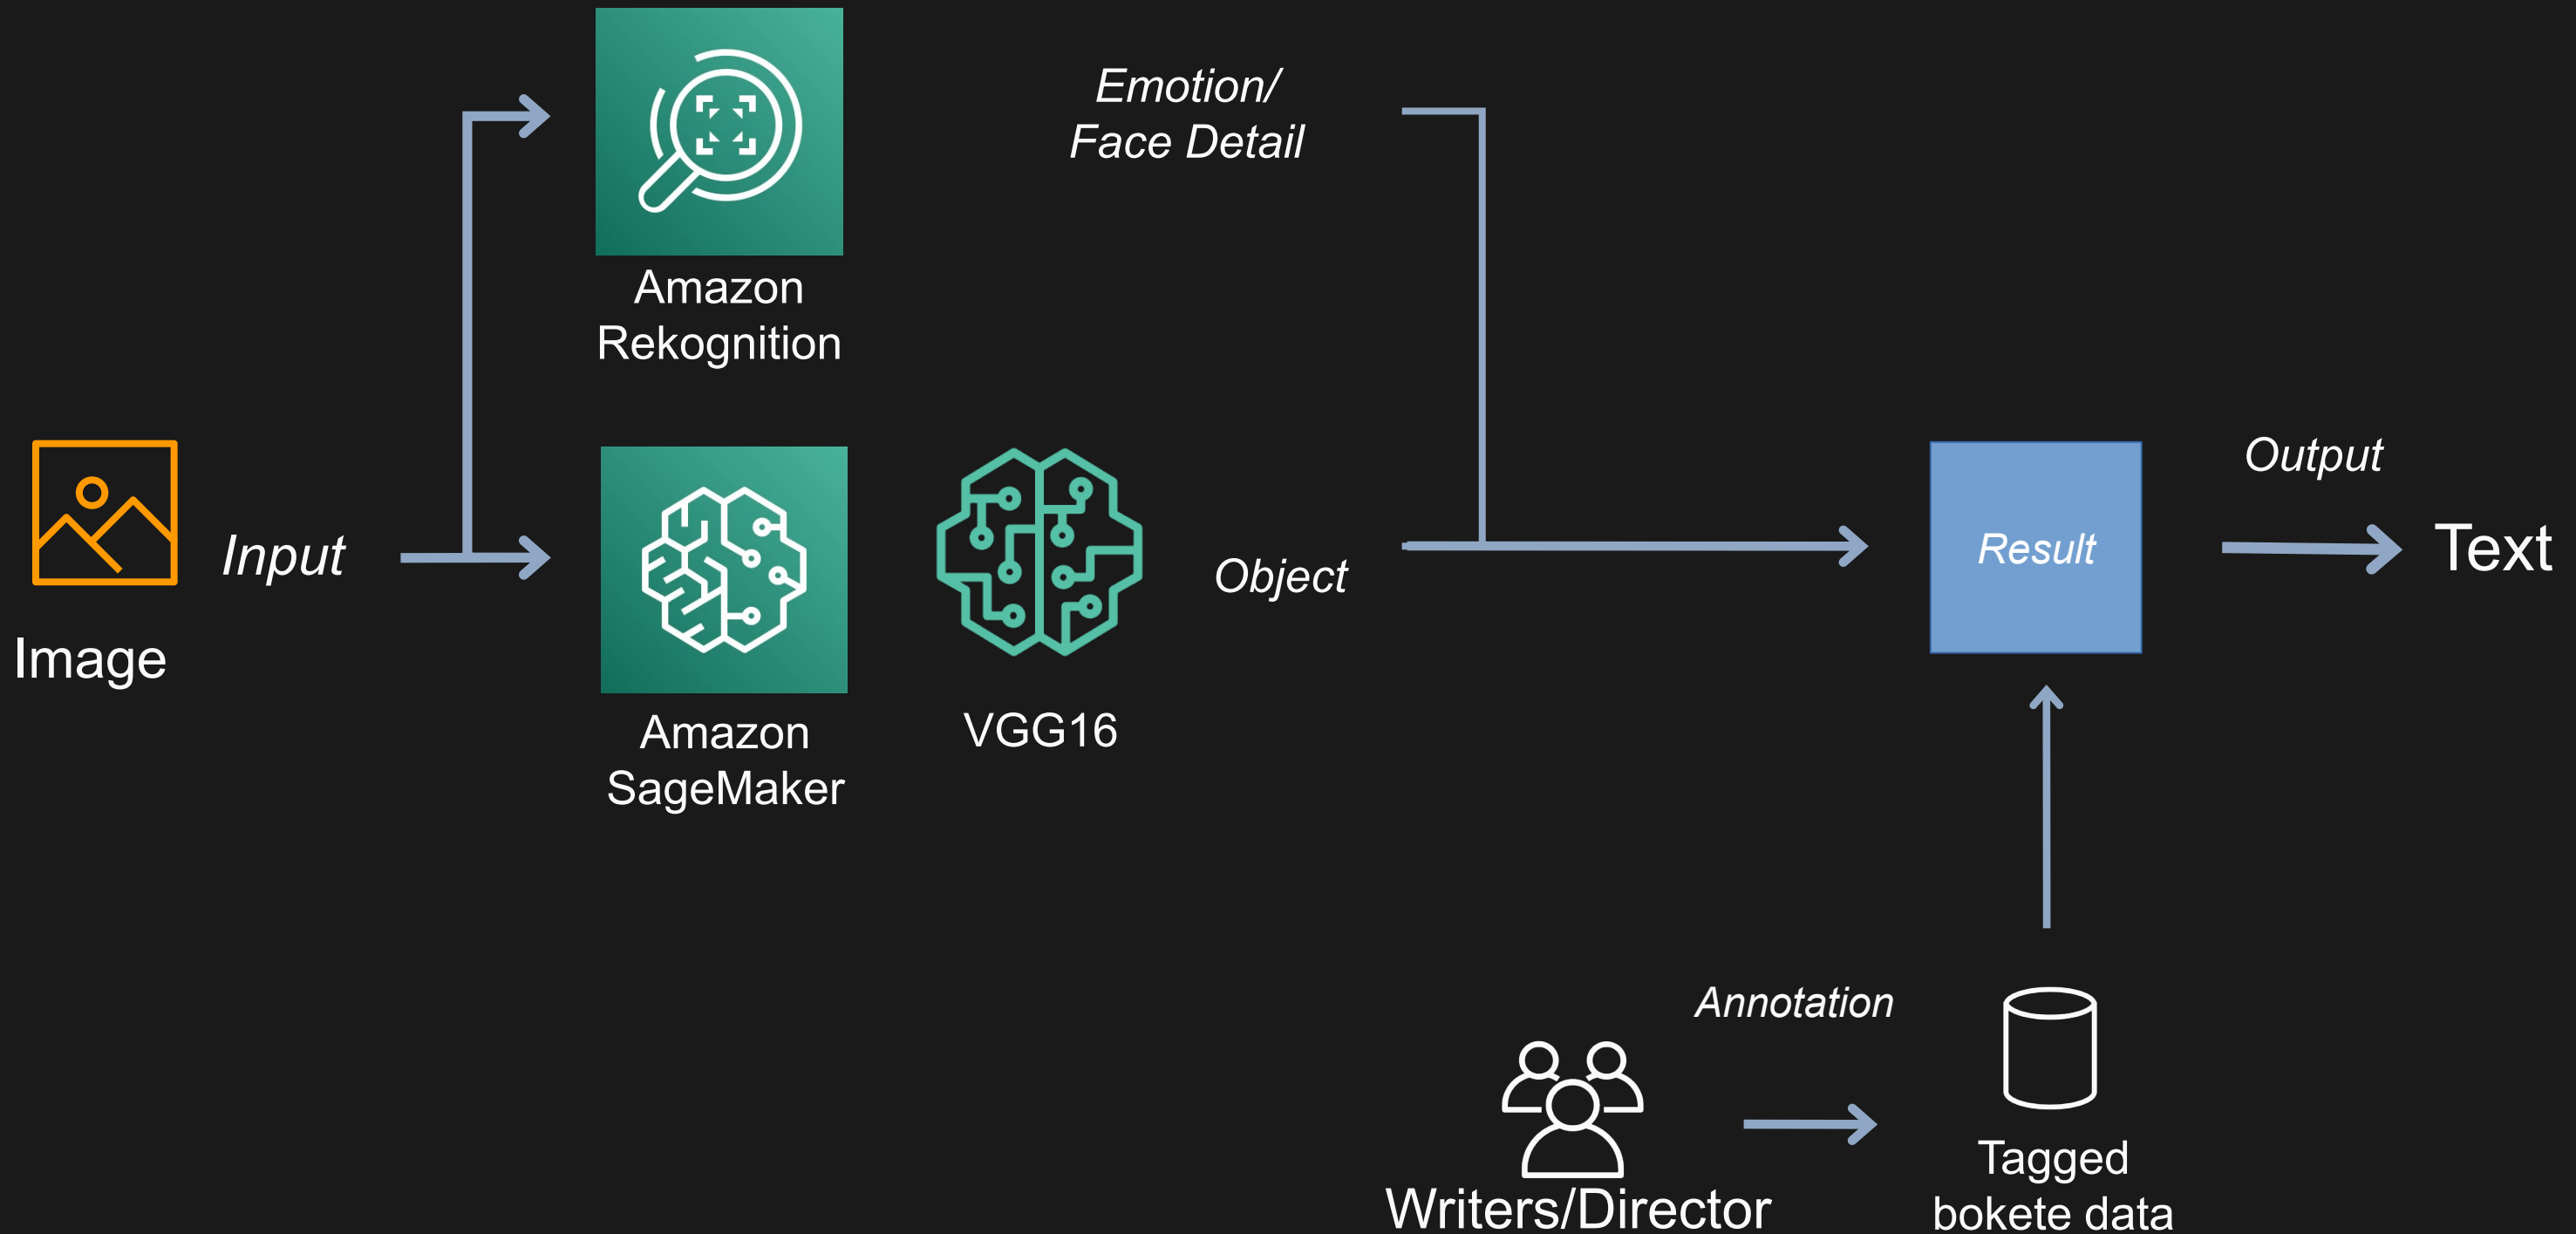 Emotion/
Face Detail
Amazon
Rekognition
Image
Input
Amazon
SageMaker
VGG16
Object
Result
Output
Text
Annotation
Writers/Director
Tagged
bokete data